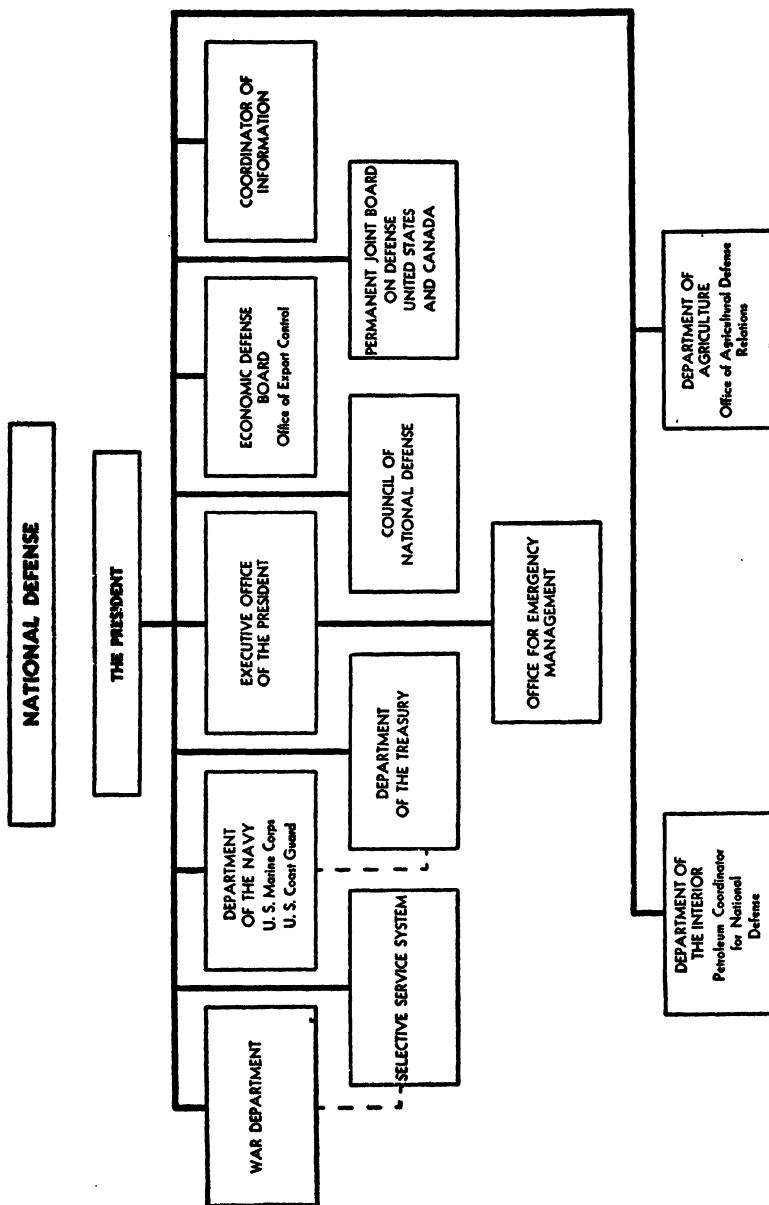 NATIONAL DEFENSE
THE PRESIDENT
WAR DEPARTMENT
DEPARTMENT
OF THE NAVY
U. S. Marine Corps
U. S. Coast Guard
EXECUTIVE OFFICE
OF THE PRESIDENT
ECONOMIC DEFENSE
BOARD
Office of Export Control
COORDINATOR OF
INFORMATION
SELECTIVE SERVICE SYSTEM
DEPARTMENT
OF THE TREASURY
COUNCIL OF
NATIONAL DEFENSE
PERMANENT JOINT BOARD
ON DEFENSE
UNITED STATES
AND CANADA
OFFICE FOR EMERGENCY
MANAGEMENT
DEPARTMENT OF
THE INTERIOR
Petroleum Coordinator
for National
Defense
DEPARTMENT OF
AGRICULTURE
Office of Agricultural Defense
Relations